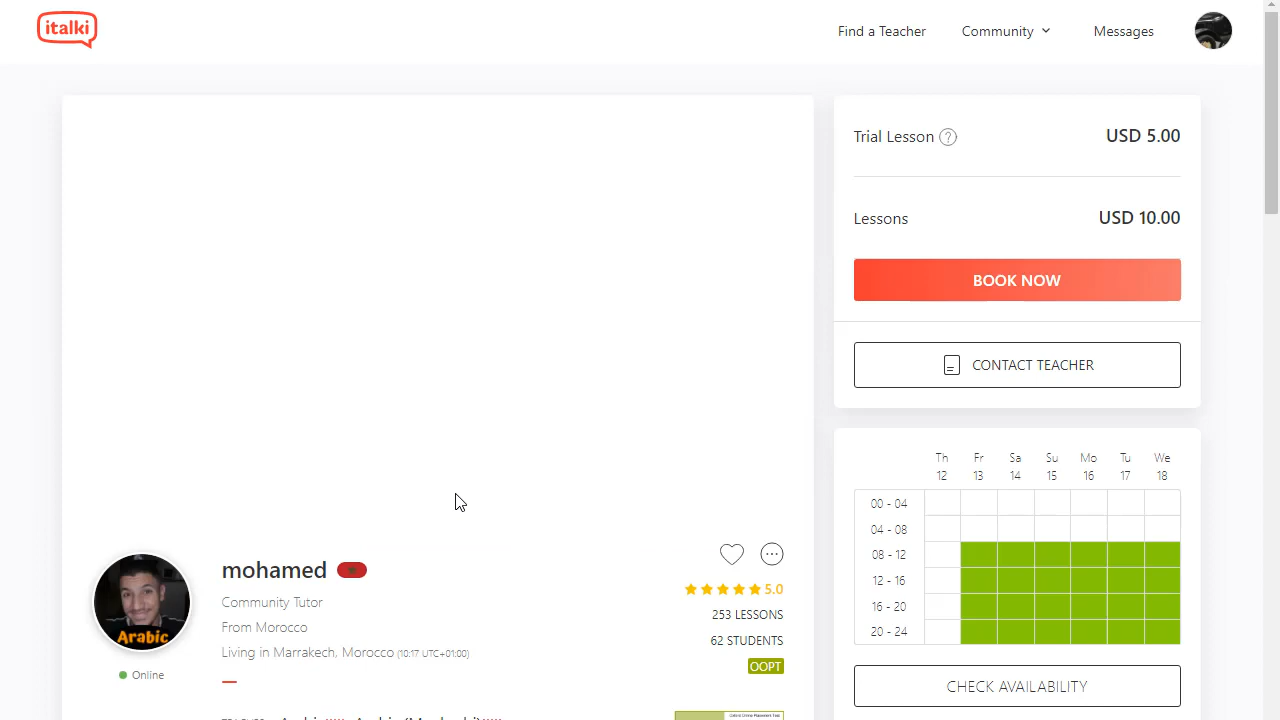 italki
Find a Teacher
Community
Messages
Trial Lesson ?
USD 5.00
Lessons
USD 10.00
BOOK NOW
CONTACT TEACHER
Th Fr Sa Su Mo Tu We
12 13 14 15 16 17 18
00 - 04
04 - 08
08 - 12
12 - 16
16 - 20
20 - 24
CHECK AVAILABILITY
mohamed
Community Tutor
From Morocco
Living in Marrakech, Morocco (10:17 UTC+01:00)
Arabic
Online
5.0
253 LESSONS
62 STUDENTS
OOPT